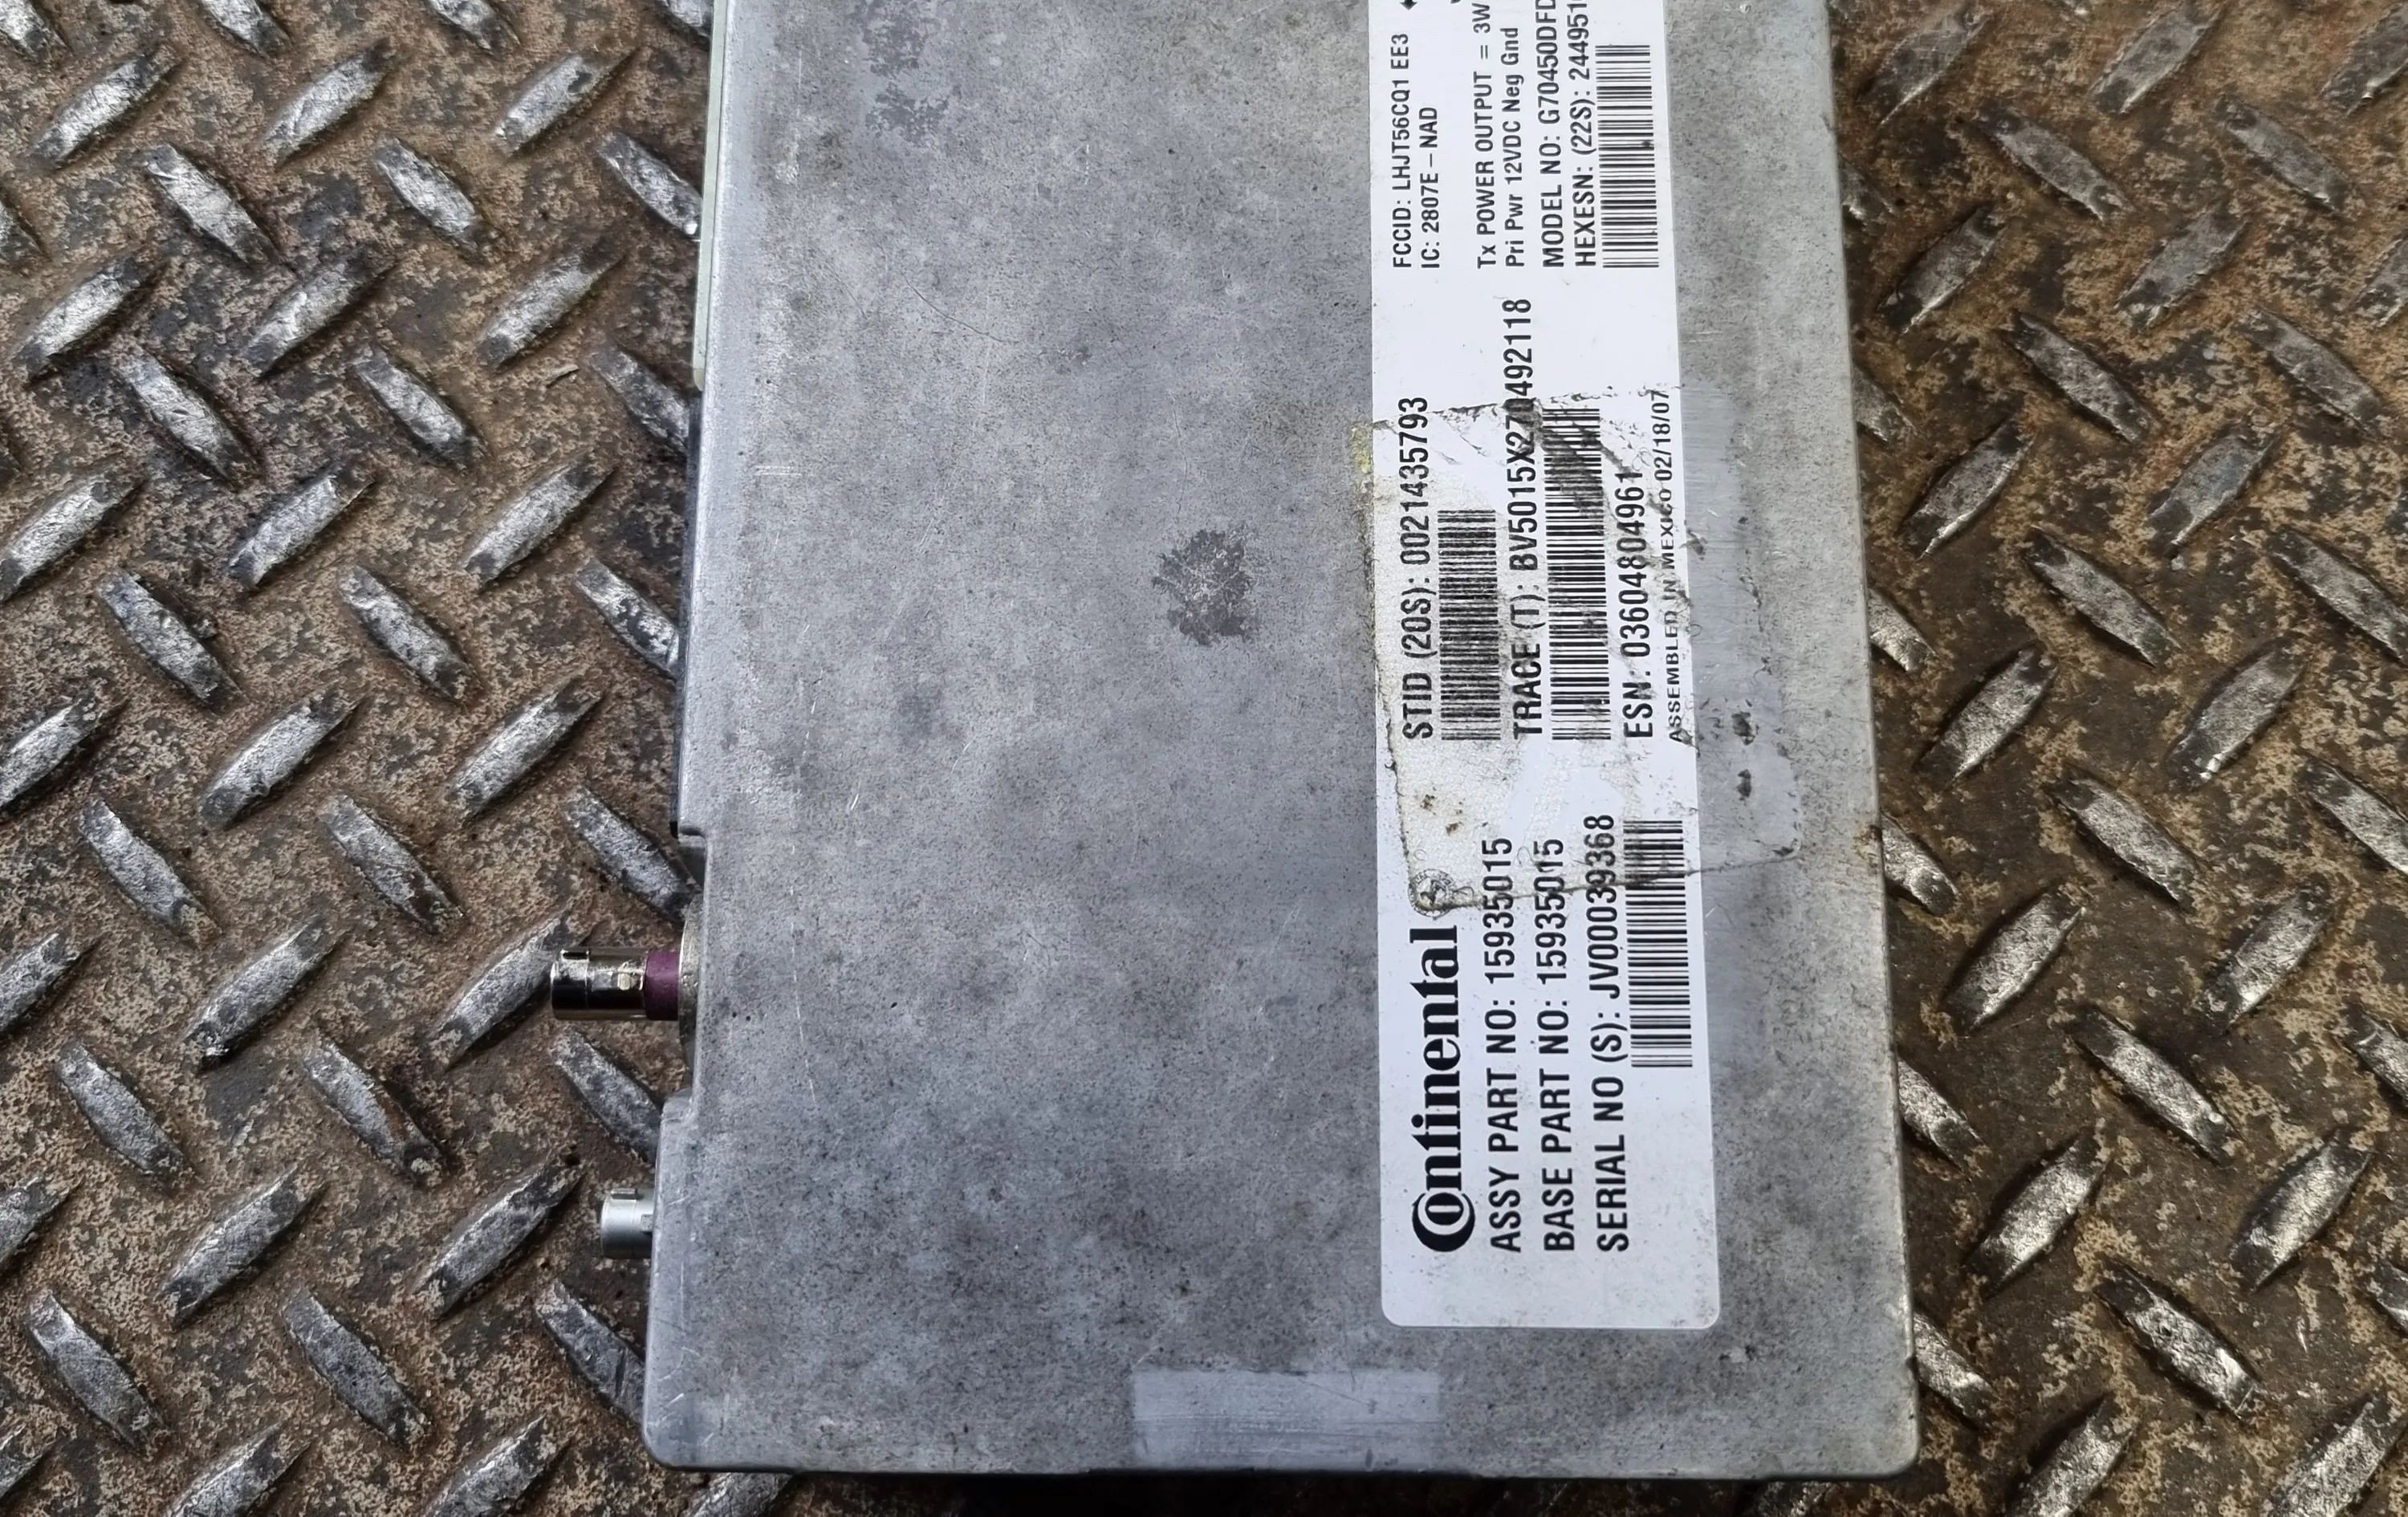 Continental
ASSY PART NO: 15935015
BASE PART NO: 15935015
SERIAL NO (S): JV00039368
STID (20S): 0021435793
TRACE (T): BV5015X270492118
ESN: 03604804961
ASSEMBLED IN MEXICO 02/18/07
FCCID: LHJT56CQ1 EE3
IC: 2807E-NAD
Tx POWER OUTPUT = 3W
Pri Pwr 12VDC Neg Gnd
MODEL NO: G70450DFD
HEXESN: (22S): 244951